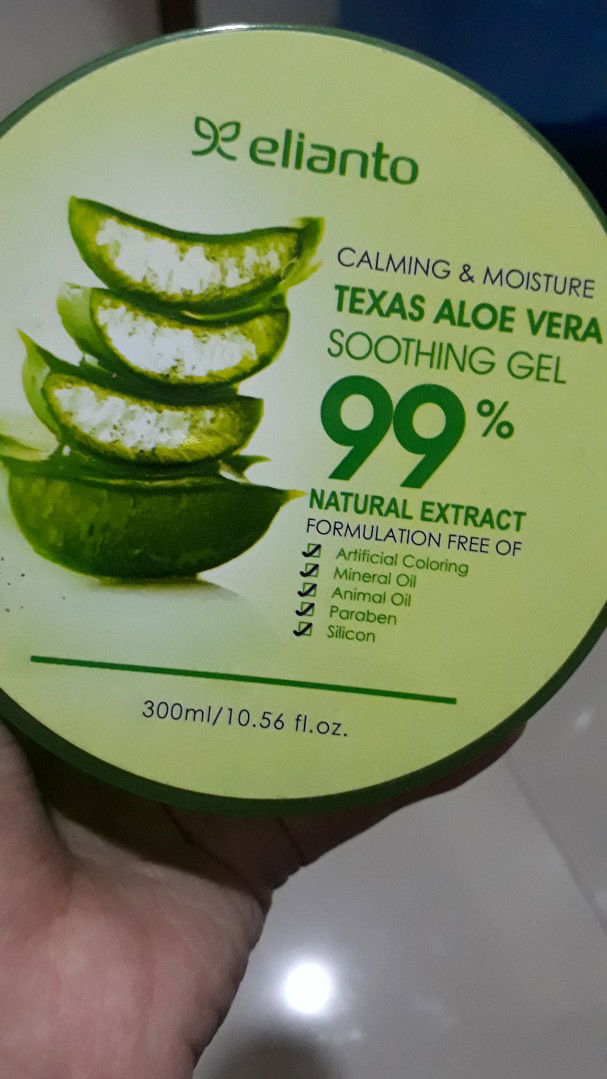 elianto
CALMING & MOISTURE
TEXAS ALOE VERA
SOOTHING GEL
99%
NATURAL EXTRACT
FORMULATION FREE OF
Artificial Coloring
Mineral Oil
Animal Oil
Paraben
Silicon
300ml/10.56 fl.oz.